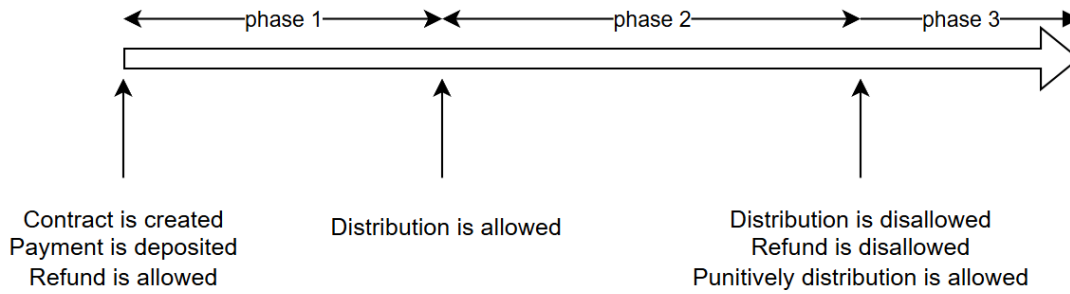 phase 1
phase 2
phase 3
Contract is created
Payment is deposited
Refund is allowed
Distribution is allowed
Distribution is disallowed
Refund is disallowed
Punitively distribution is allowed